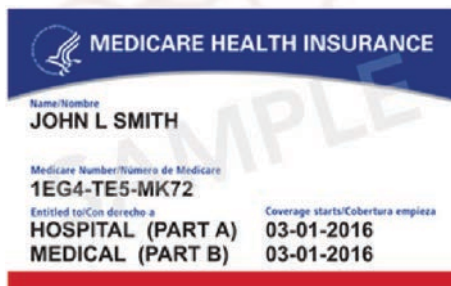 MEDICARE HEALTH INSURANCE
Name/Nombre
JOHN L SMITH
Medicare Number/Número de Medicare
1EG4-TE5-MK72
Entitled to/Con derecho a Coverage starts/Cobertura empieza
HOSPITAL (PART A) 03-01-2016
MEDICAL (PART B) 03-01-2016
SAMPLE